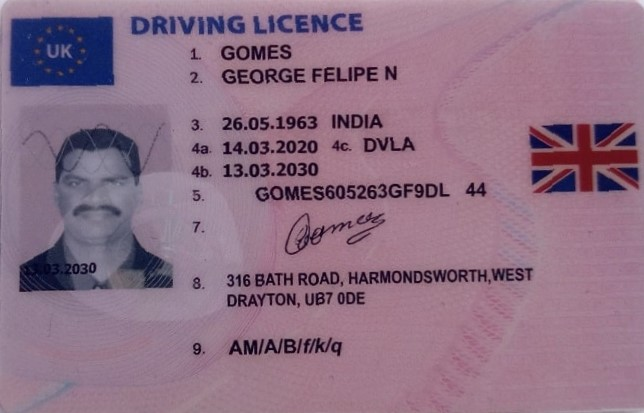 UK
DRIVING LICENCE
1. GOMES
2. GEORGE FELIPE N
3. 26.05.1963 INDIA
4a. 14.03.2020 4c. DVLA
4b. 13.03.2030
5. GOMES605263GF9DL 44
7. Gomes
13.03.2030
8. 316 BATH ROAD, HARMONDSWORTH,WEST
DRAYTON, UB7 0DE
9. AM/A/B/f/k/q